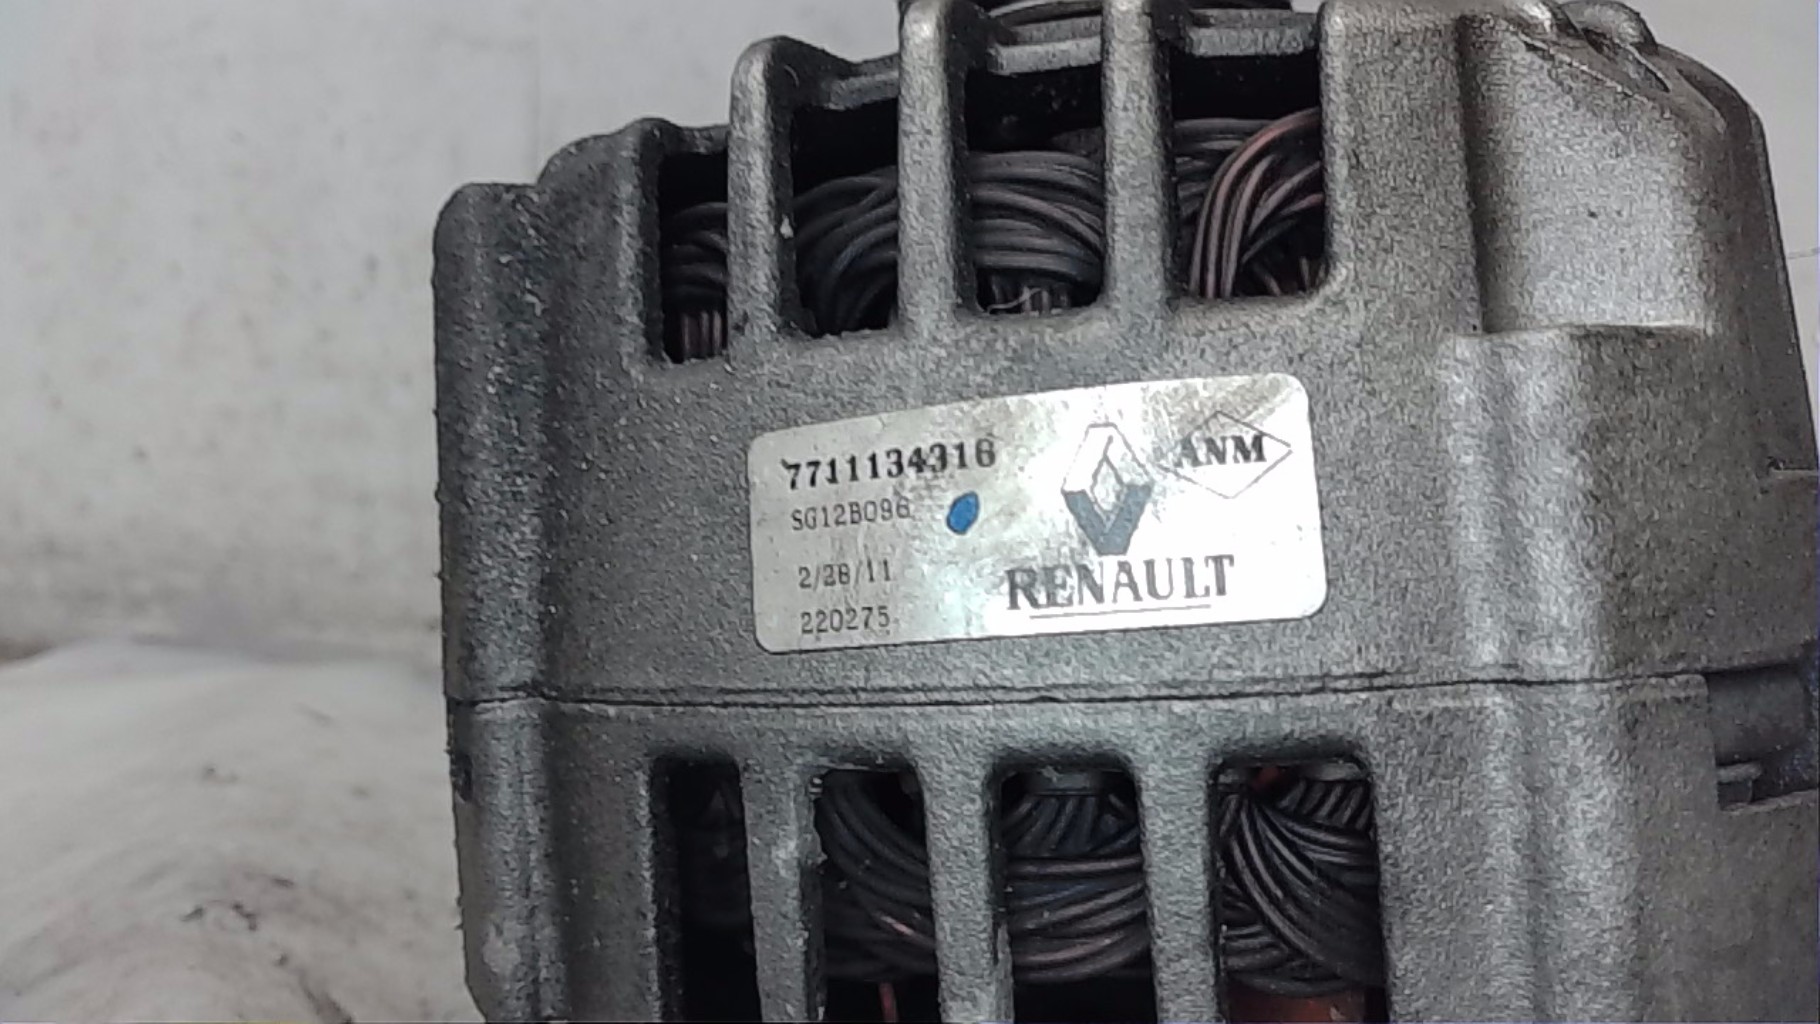 7711134316
ANM
SG12B096
2/28/11
RENAULT
220275